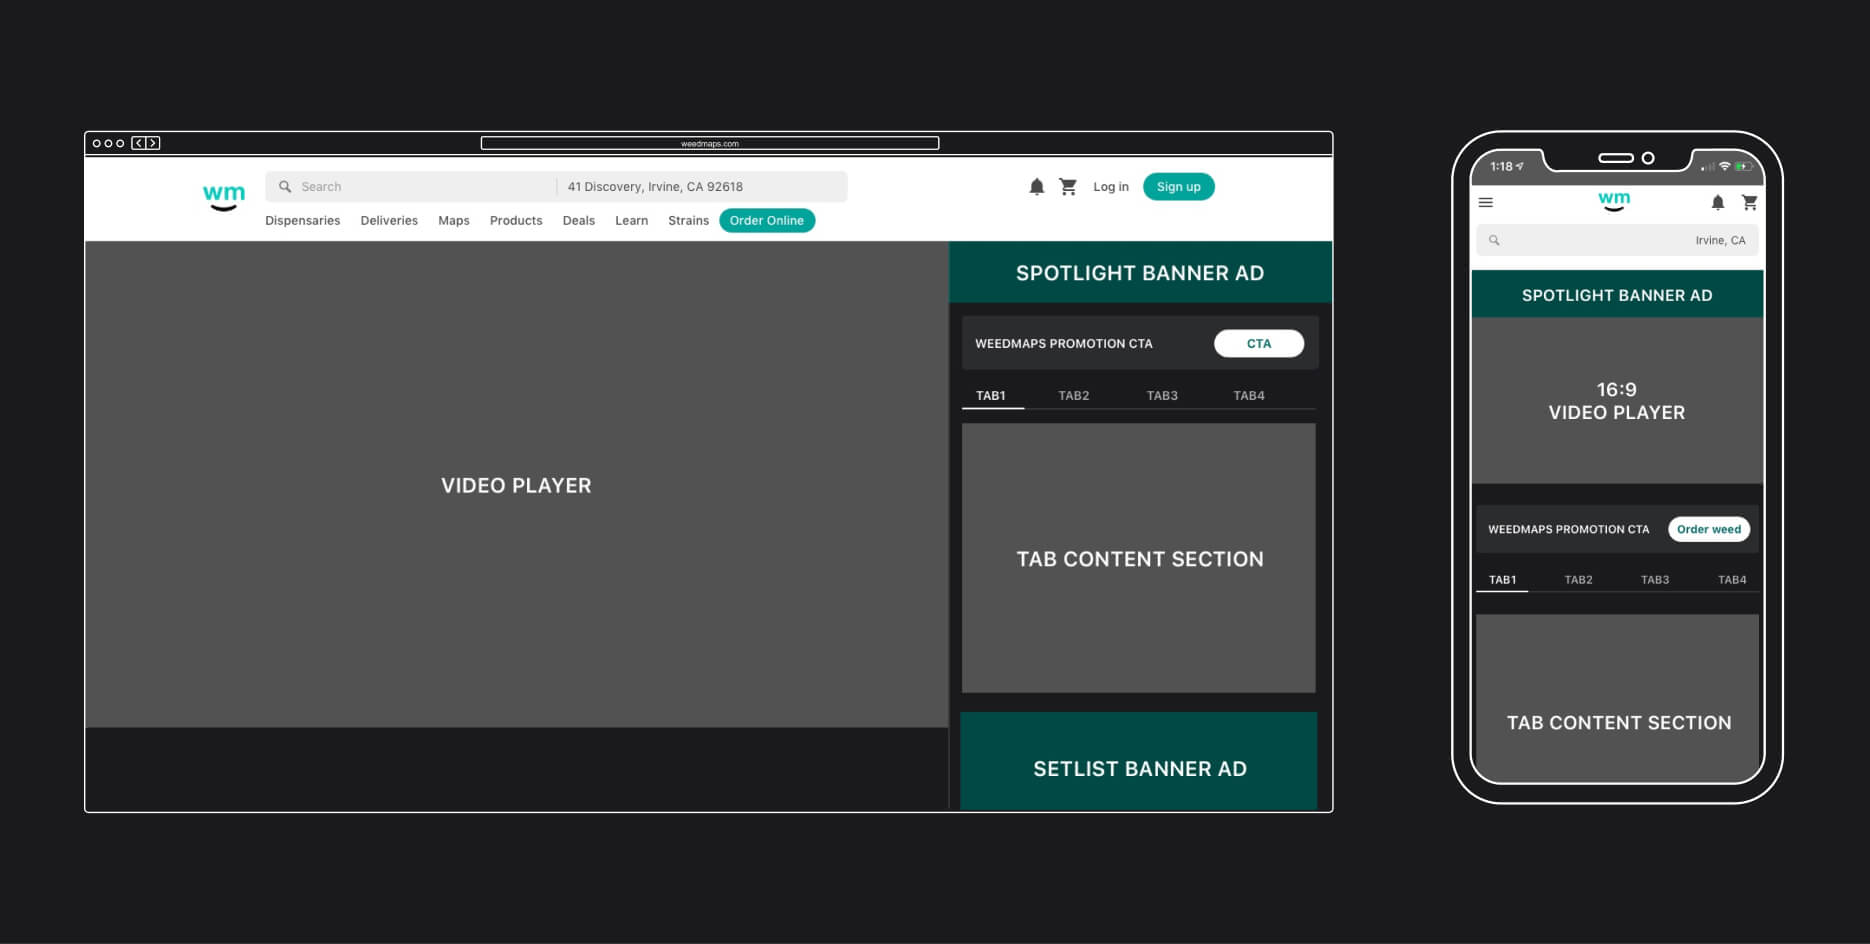 weedmaps.com
wm
Search
41 Discovery, Irvine, CA 92618
Log in
Sign up
Dispensaries
Deliveries
Maps
Products
Deals
Learn
Strains
Order Online
VIDEO PLAYER
SPOTLIGHT BANNER AD
WEEDMAPS PROMOTION CTA
CTA
TAB1
TAB2
TAB3
TAB4
TAB CONTENT SECTION
SETLIST BANNER AD
1:18
wm
Irvine, CA
SPOTLIGHT BANNER AD
16:9
VIDEO PLAYER
WEEDMAPS PROMOTION CTA
Order weed
TAB1
TAB2
TAB3
TAB4
TAB CONTENT SECTION